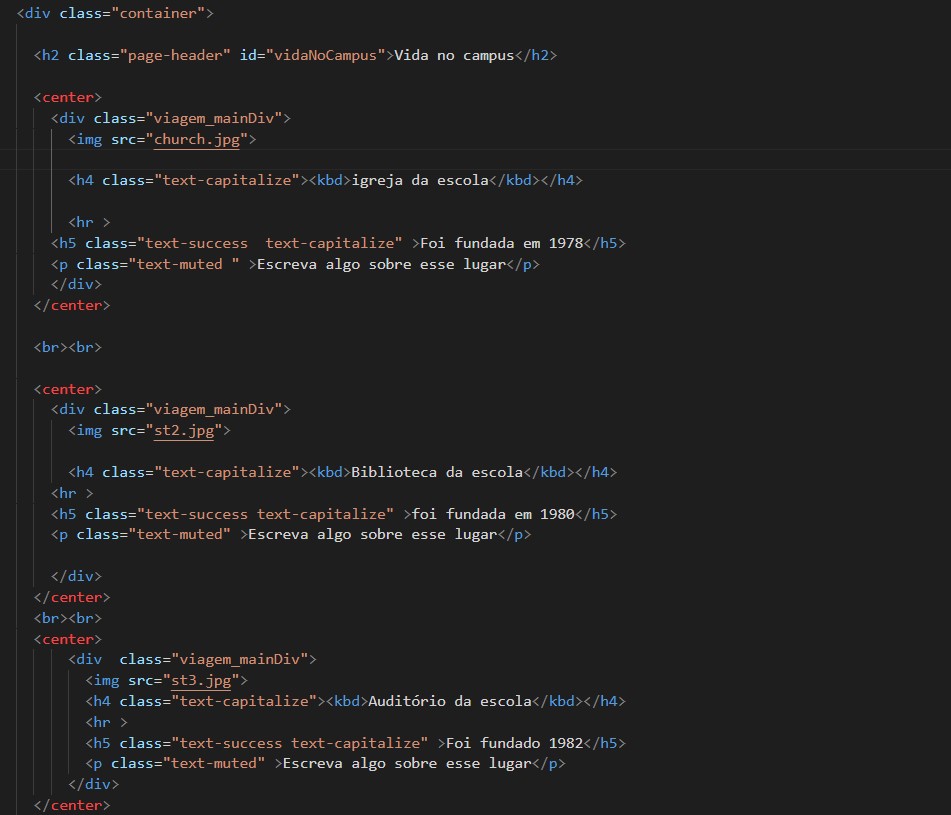 <div class="container">
<h2 class="page-header" id="vidaNoCampus">Vida no campus</h2>
<center>
<div class="viagem_mainDiv">
<img src="church.jpg">
<h4 class="text-capitalize"><kbd>igreja da escola</kbd></h4>
<hr >
<h5 class="text-success  text-capitalize" >Foi fundada em 1978</h5>
<p class="text-muted " >Escreva algo sobre esse lugar</p>
</div>
</center>
<br><br>
<center>
<div class="viagem_mainDiv">
<img src="st2.jpg">
<h4 class="text-capitalize"><kbd>Biblioteca da escola</kbd></h4>
<hr >
<h5 class="text-success text-capitalize" >foi fundada em 1980</h5>
<p class="text-muted" >Escreva algo sobre esse lugar</p>
</div>
</center>
<br><br>
<center>
<div  class="viagem_mainDiv">
<img src="st3.jpg">
<h4 class="text-capitalize"><kbd>Auditório da escola</kbd></h4>
<hr >
<h5 class="text-success text-capitalize" >Foi fundado 1982</h5>
<p class="text-muted" >Escreva algo sobre esse lugar</p>
</div>
</center>